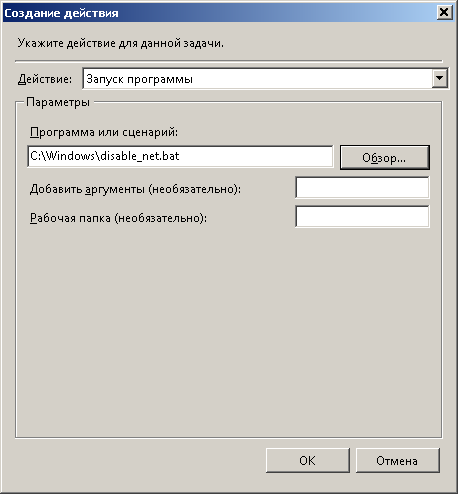 Создание действия
Укажите действие для данной задачи.
Действие: Запуск программы
Параметры
Программа или сценарий:
C:\Windows\disable_net.bat Обзор...
Добавить аргументы (необязательно):
Рабочая папка (необязательно):
OK Отмена